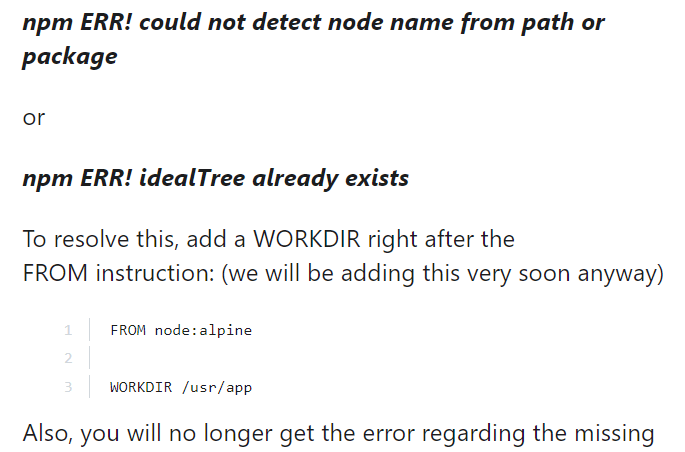 npm ERR! could not detect node name from path or
package
or
npm ERR! idealTree already exists
To resolve this, add a WORKDIR right after the
FROM instruction: (we will be adding this very soon anyway)
1 FROM node:alpine
2
3 WORKDIR /usr/app
Also, you will no longer get the error regarding the missing